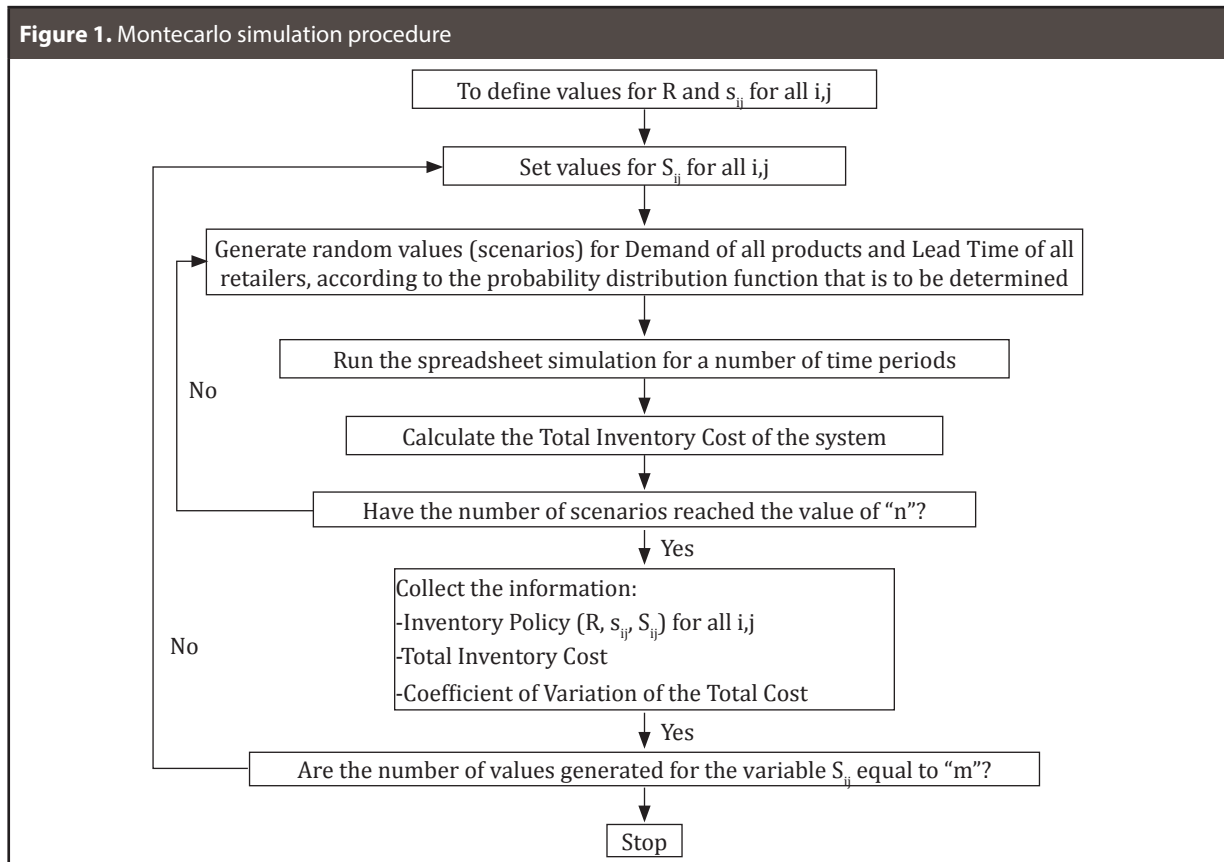 Figure 1. Montecarlo simulation procedure
To define values for R and sij for all i,j
Set values for Sij for all i,j
Generate random values (scenarios) for Demand of all products and Lead Time of all
retailers, according to the probability distribution function that is to be determined
Run the spreadsheet simulation for a number of time periods
No
Calculate the Total Inventory Cost of the system
Have the number of scenarios reached the value of “n”?
Yes
Collect the information:
-Inventory Policy (R, sij, Sij) for all i,j
No
-Total Inventory Cost
-Coefficient of Variation of the Total Cost
Yes
Are the number of values generated for the variable Sij equal to “m”?
Stop